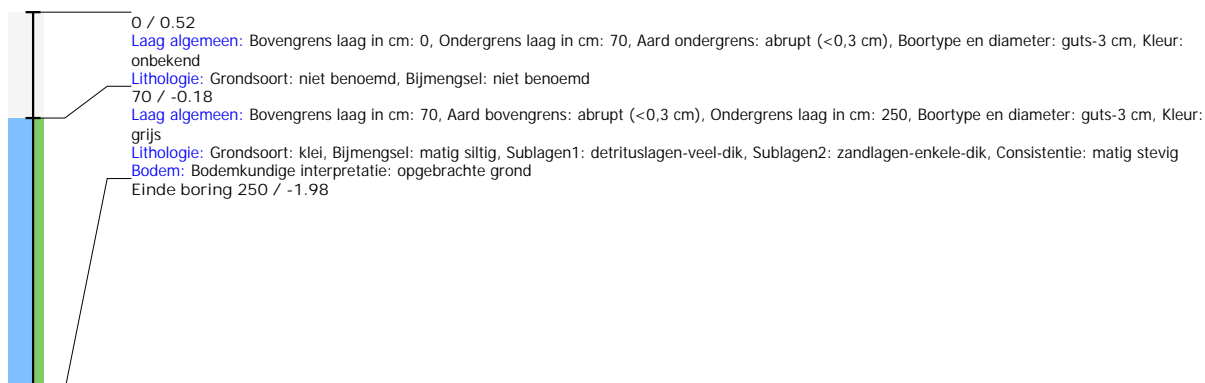 0 / 0.52
Laag algemeen: Bovengrens laag in cm: 0, Ondergrens laag in cm: 70, Aard ondergrens: abrupt (<0,3 cm), Boortype en diameter: guts-3 cm, Kleur:
onbekend
Lithologie: Grondsoort: niet benoemd, Bijmengsel: niet benoemd
70 / -0.18
Laag algemeen: Bovengrens laag in cm: 70, Aard bovengrens: abrupt (<0,3 cm), Ondergrens laag in cm: 250, Boortype en diameter: guts-3 cm, Kleur:
grijs
Lithologie: Grondsoort: klei, Bijmengsel: matig siltig, Sublagen1: detrituslagen-veel-dik, Sublagen2: zandlagen-enkele-dik, Consistentie: matig stevig
Bodem: Bodemkundige interpretatie: opgebrachte grond
Einde boring 250 / -1.98